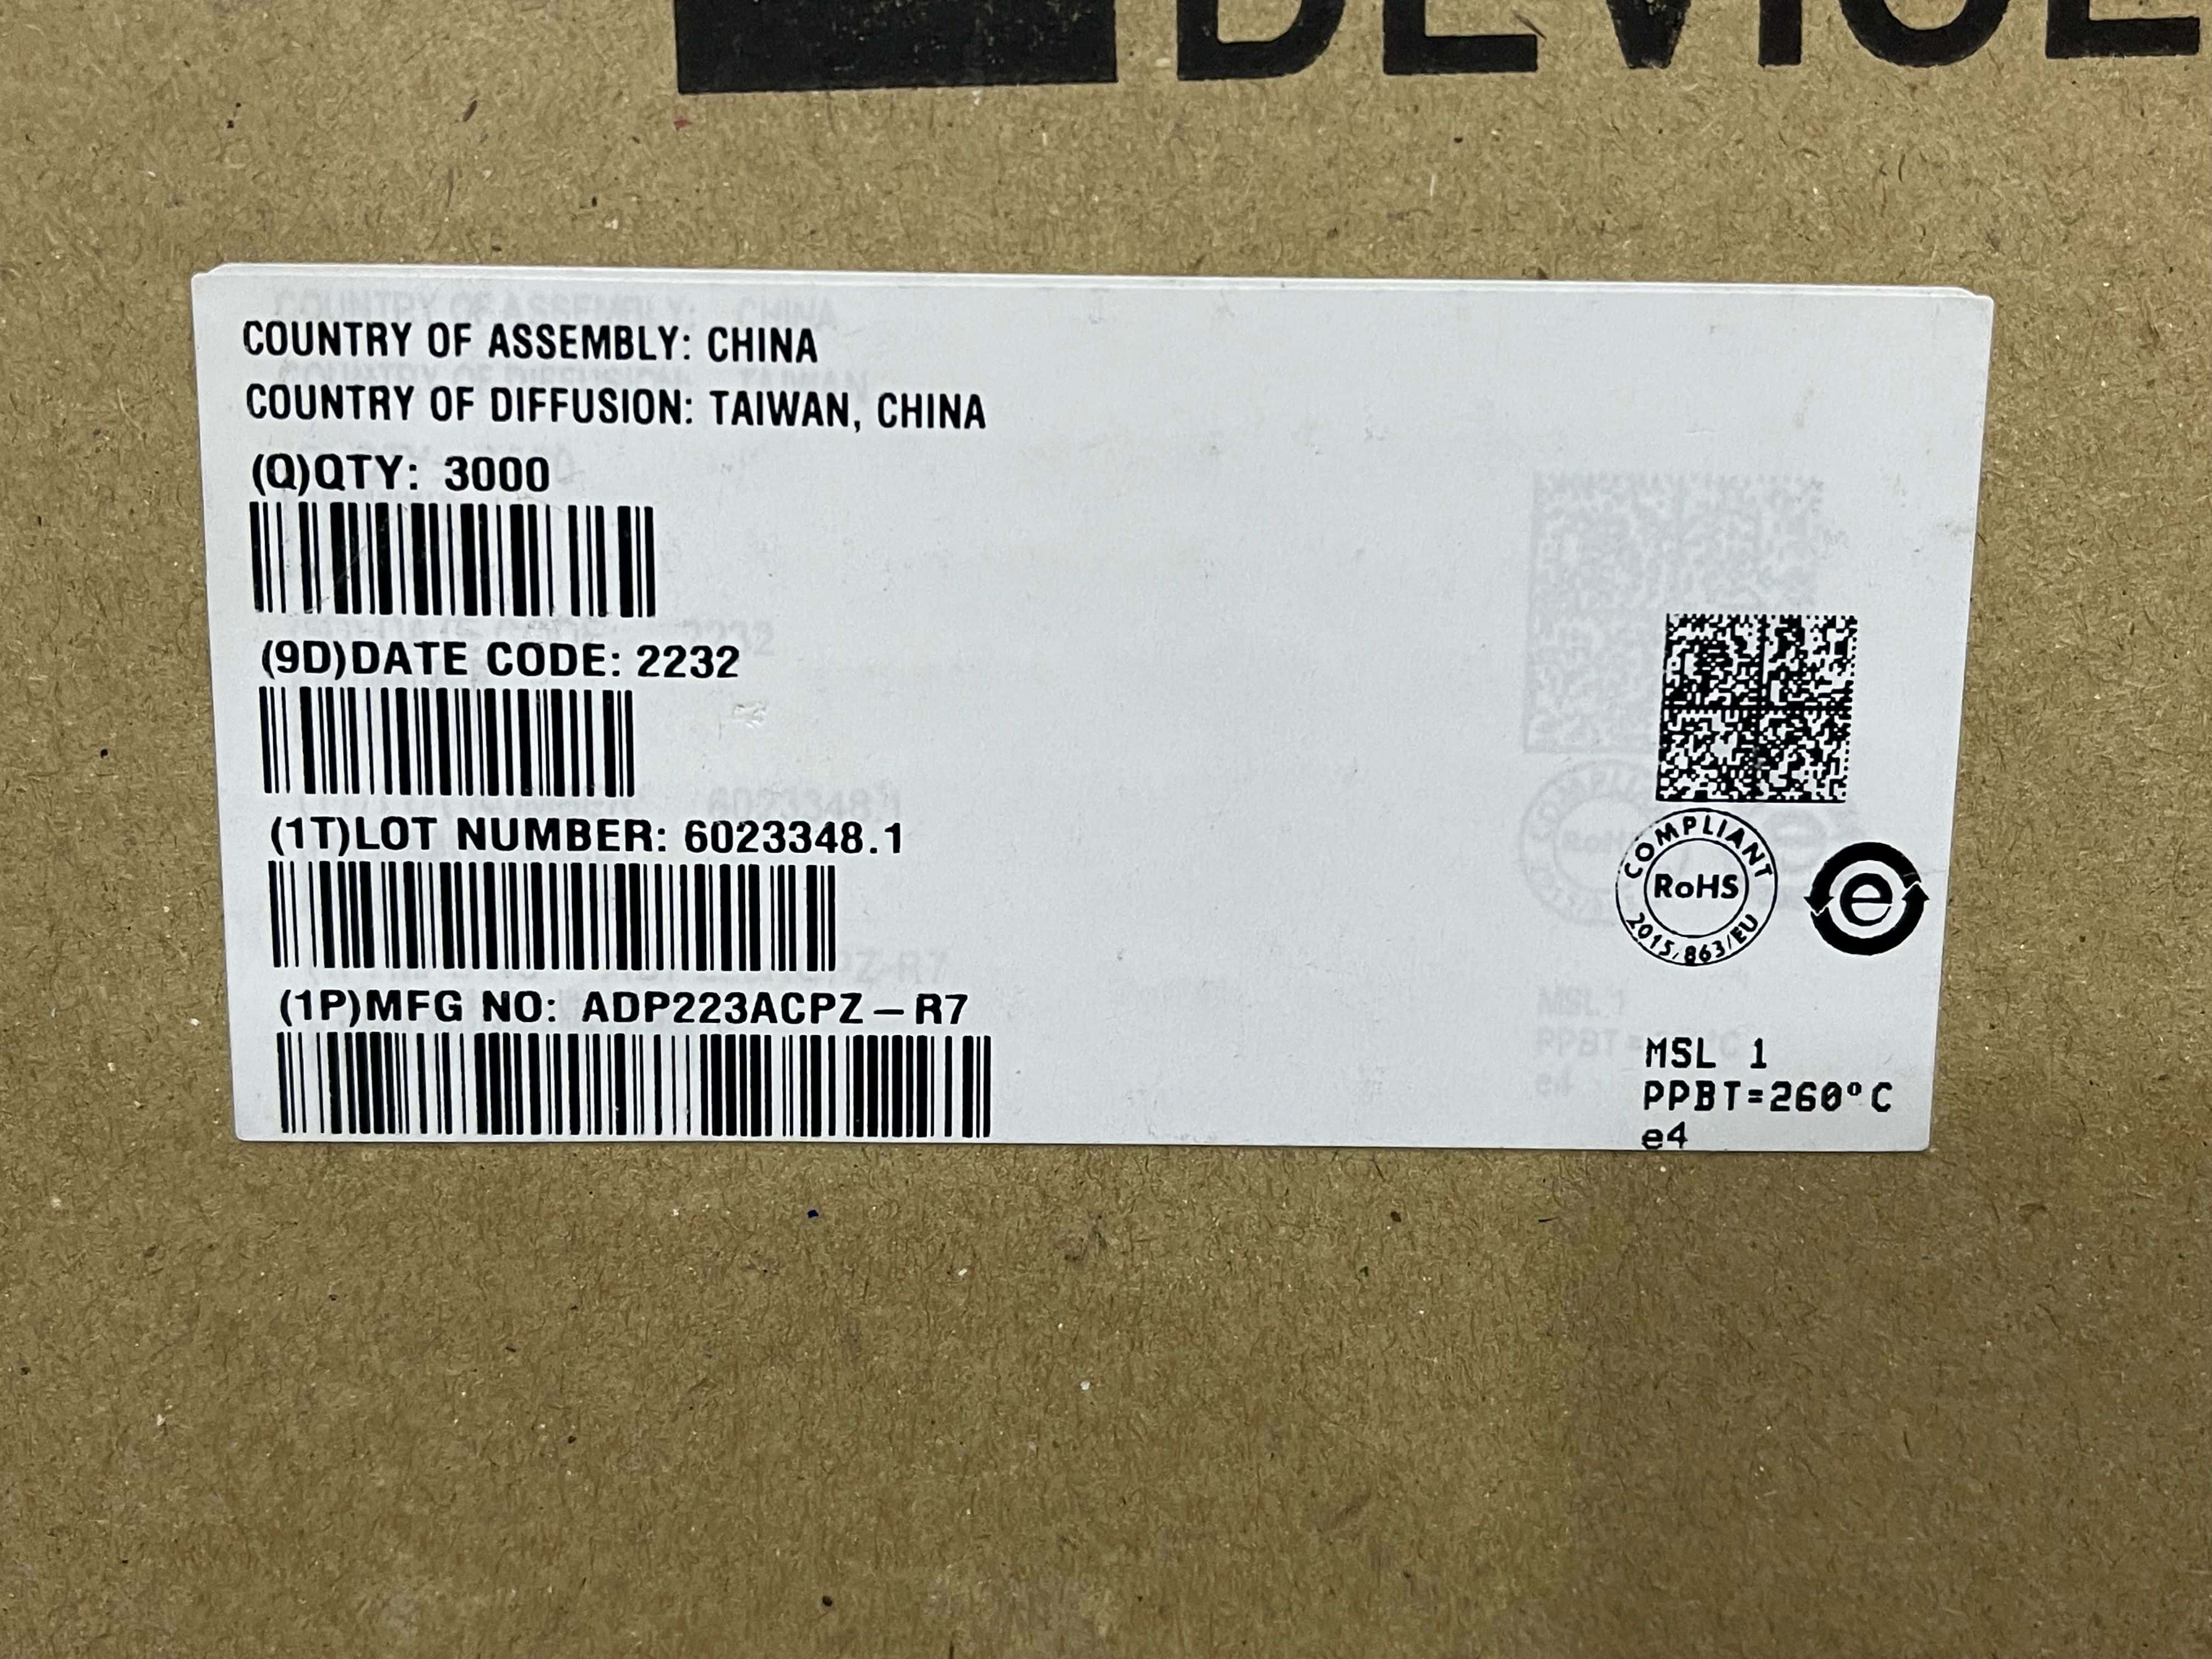 DEVICE
COUNTRY OF ASSEMBLY: CHINA
COUNTRY OF DIFFUSION: TAIWAN, CHINA
(Q)QTY: 3000
(9D)DATE CODE: 2232
(1T)LOT NUMBER: 6023348.1
(1P)MFG NO: ADP223ACPZ-R7
COMPLIANT
RoHS
2015/863/EU
e
MSL 1
PPBT=260°C
e4